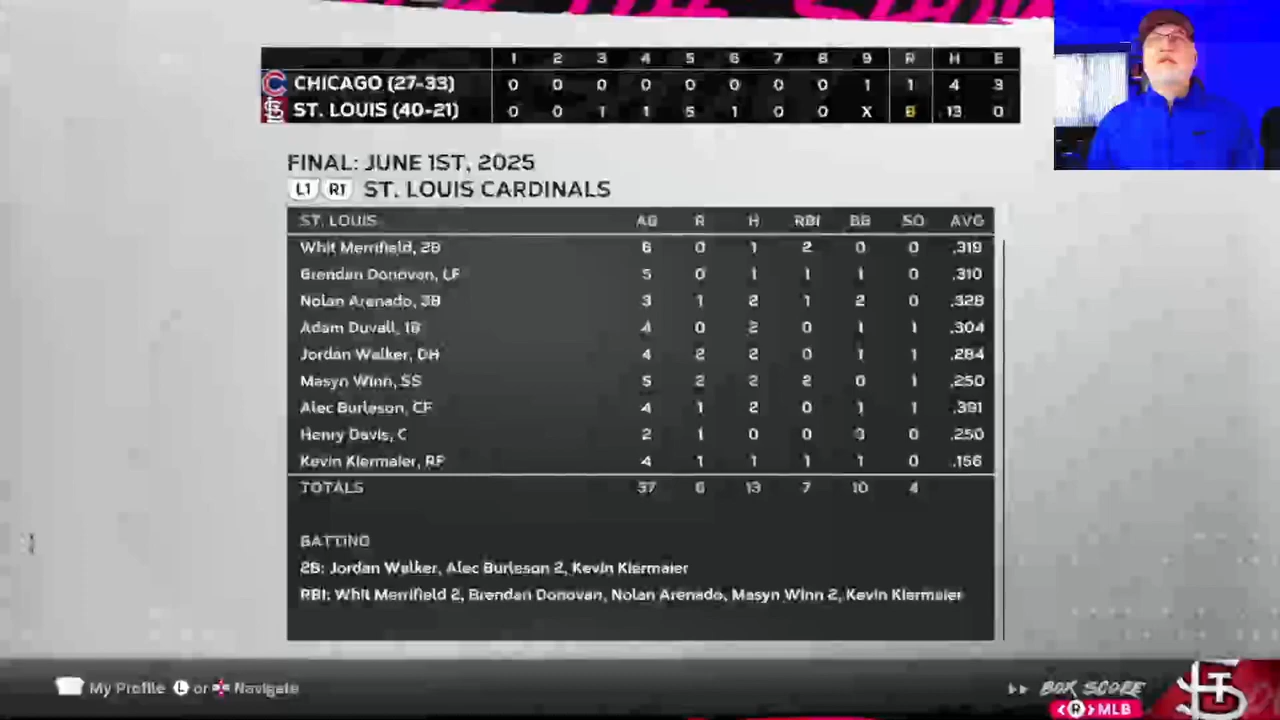 THE SHOW
1 2 3 4 5 6 7 8 9 R H E
CHICAGO (27-33) 0 0 0 0 0 0 0 0 1 1 4 3
ST. LOUIS (40-21) 0 0 1 1 5 1 0 0 X 8 13 0
FINAL: JUNE 1ST, 2025
L1 R1 ST. LOUIS CARDINALS
ST. LOUIS AB R H RBI BB SO AVG
Whit Merrifield, 2B 6 0 1 2 0 0 .319
Brendan Donovan, LF 5 0 1 1 1 0 .310
Nolan Arenado, 3B 3 1 2 1 2 0 .328
Adam Duvall, 1B 4 0 2 0 1 1 .304
Jordan Walker, DH 4 2 2 0 1 1 .284
Masyn Winn, SS 5 2 2 2 0 1 .250
Alec Burleson, CF 4 1 2 0 1 1 .391
Henry Davis, C 2 1 0 0 3 0 .250
Kevin Kiermaier, RF 4 1 1 1 1 0 .156
TOTALS 37 8 13 7 10 4
BATTING
2B: Jordan Walker, Alec Burleson 2, Kevin Kiermaier
RBI: Whit Merrifield 2, Brendan Donovan, Nolan Arenado, Masyn Winn 2, Kevin Kiermaier
My Profile L or Navigate
BOX SCORE
R MLB